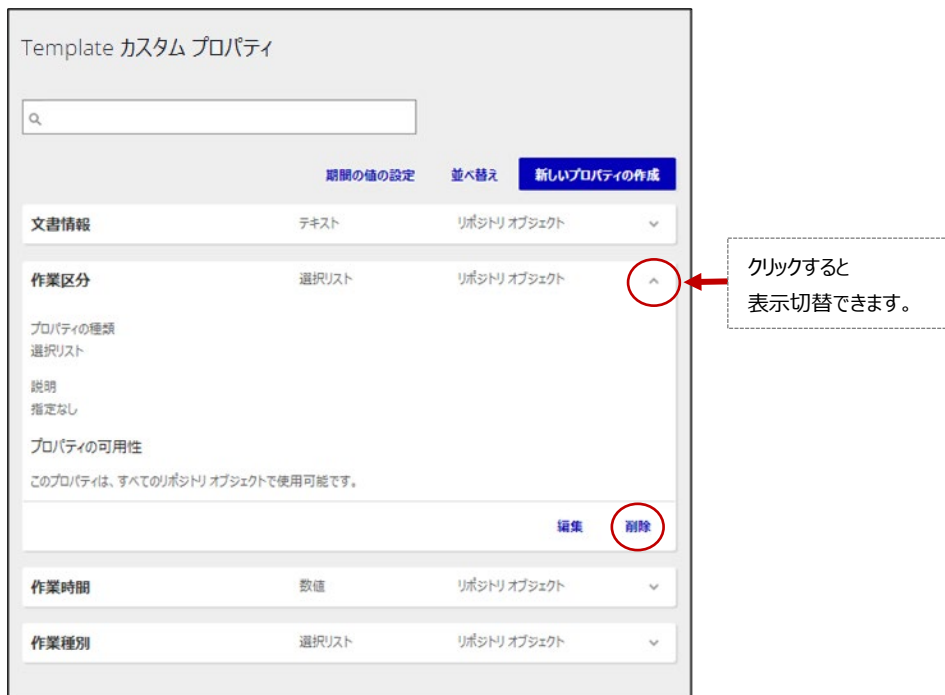 Template カスタム プロパティ
期間の値の設定 並べ替え 新しいプロパティの作成
文書情報 テキスト リポジトリ オブジェクト
作業区分 選択リスト リポジトリ オブジェクト
クリックすると
表示切替できます。
プロパティの種類
選択リスト
説明
指定なし
プロパティの可用性
このプロパティは、すべてのリポジトリ オブジェクトで使用可能です。
編集 削除
作業時間 数値 リポジトリ オブジェクト
作業種別 選択リスト リポジトリ オブジェクト